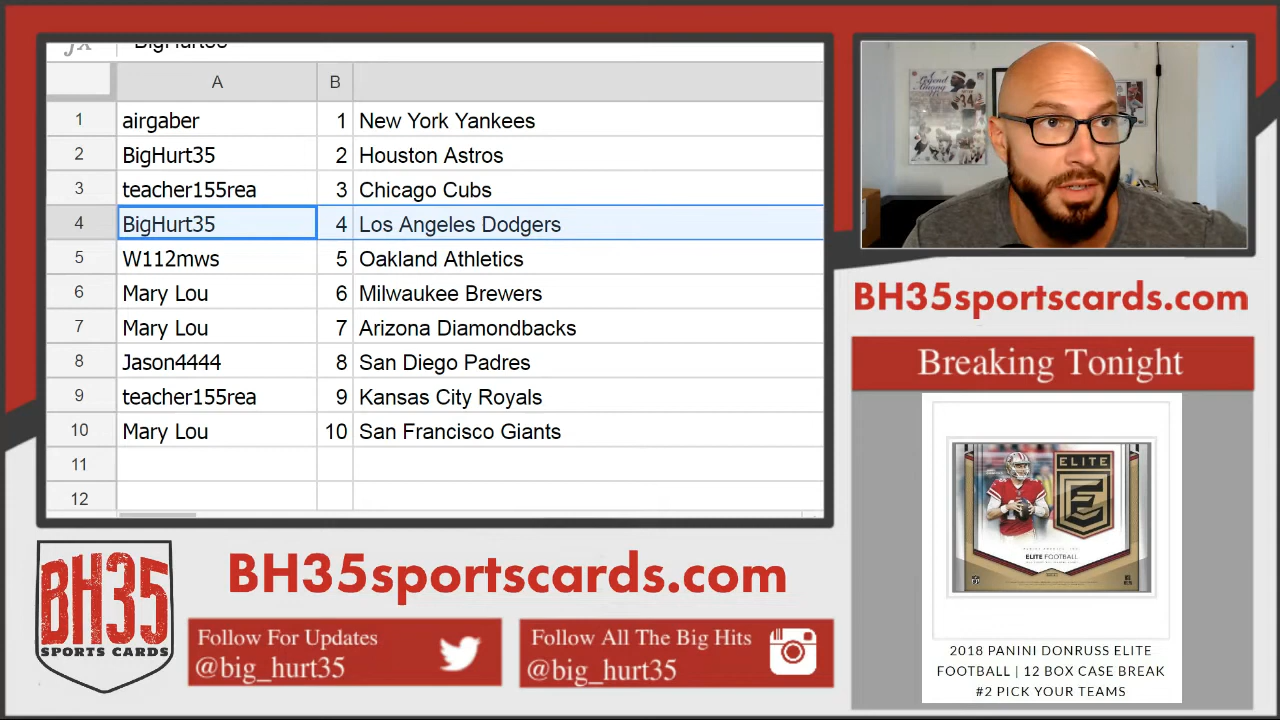 BigHurt35
A B
1 airgaber 1 New York Yankees
2 BigHurt35 2 Houston Astros
3 teacher155rea 3 Chicago Cubs
4 BigHurt35 4 Los Angeles Dodgers
5 W112mws 5 Oakland Athletics
6 Mary Lou 6 Milwaukee Brewers
7 Mary Lou 7 Arizona Diamondbacks
8 Jason4444 8 San Diego Padres
9 teacher155rea 9 Kansas City Royals
10 Mary Lou 10 San Francisco Giants
11
12
34
BH35sportscards.com
Breaking Tonight
ELITE
E
ELITE FOOTBALL
2018 PANINI DONRUSS ELITE
FOOTBALL | 12 BOX CASE BREAK
#2 PICK YOUR TEAMS
BH35
SPORTS CARDS
BH35sportscards.com
Follow For Updates
@big_hurt35
Follow All The Big Hits
@big_hurt35